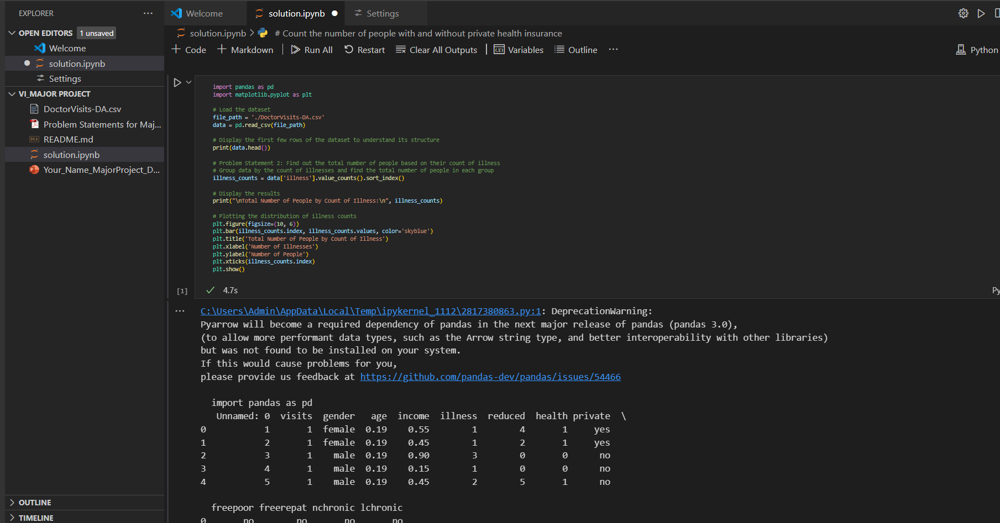 EXPLORER
OPEN EDITORS 1 unsaved
Welcome
solution.ipynb
Settings
VI_MAJOR PROJECT
DoctorVisits-DA.csv
Problem Statements for Maj...
README.md
solution.ipynb
Your_Name_MajorProject_D...
OUTLINE
TIMELINE
Welcome solution.ipynb Settings
solution.ipynb > # Count the number of people with and without private health insurance
+ Code + Markdown | Run All Restart Clear All Outputs | Variables Outline ... Python
import pandas as pd
import matplotlib.pyplot as plt
# Load the dataset
file_path = './DoctorVisits-DA.csv'
data = pd.read_csv(file_path)
# Display the first few rows of the dataset to understand its structure
print(data.head())
# Problem Statement 2: Find out the total number of people based on their count of illness
# Group data by the count of illnesses and find the total number of people in each group
illness_counts = data['illness'].value_counts().sort_index()
# Display the results
print("\nTotal Number of People by Count of Illness:\n", illness_counts)
# Plotting the distribution of illness counts
plt.figure(figsize=(10, 6))
plt.bar(illness_counts.index, illness_counts.values, color='skyblue')
plt.title('Total Number of People by Count of Illness')
plt.xlabel('Number of Illnesses')
plt.ylabel('Number of People')
plt.xticks(illness_counts.index)
plt.show()
[1] 4.7s Py
C:\Users\Admin\AppData\Local\Temp\ipykernel_1112\2817380863.py:1: DeprecationWarning:
Pyarrow will become a required dependency of pandas in the next major release of pandas (pandas 3.0),
(to allow more performant data types, such as the Arrow string type, and better interoperability with other libraries)
but was not found to be installed on your system.
If this would cause problems for you,
please provide us feedback at https://github.com/pandas-dev/pandas/issues/54466
import pandas as pd
Unnamed: 0 visits gender age income illness reduced health private \
0 1 1 female 0.19 0.55 1 4 1 yes
1 2 1 female 0.19 0.45 1 2 1 yes
2 3 1 male 0.19 0.90 3 0 0 no
3 4 1 male 0.19 0.15 1 0 0 no
4 5 1 male 0.19 0.45 2 5 1 no
freepoor freerepat nchronic lchronic
0 no no no no